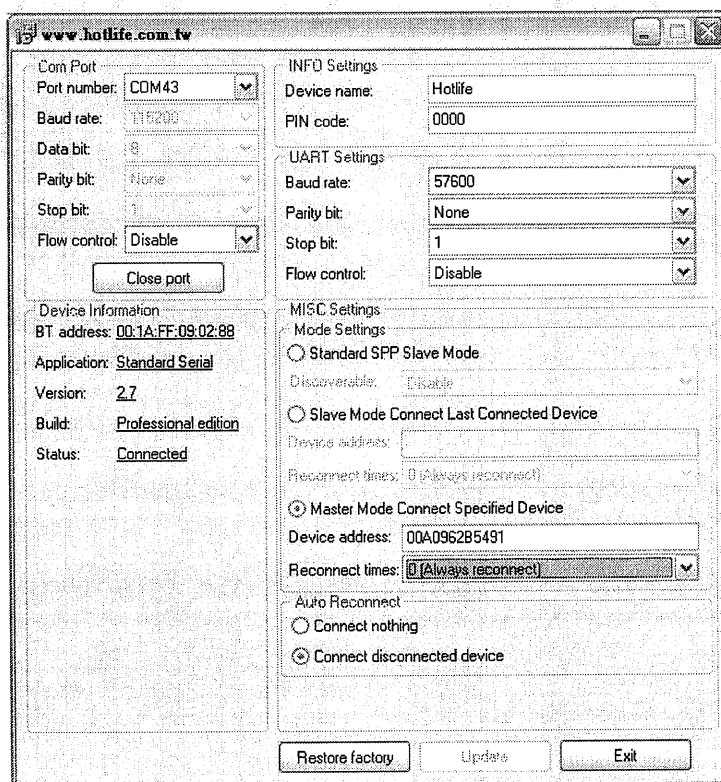 www.hotlife.com.tw
Com Port
Port number: COM43
Baud rate: 115200
Data bit: 8
Parity bit: None
Stop bit: 1
Flow control: Disable
Close port
Device Information
BT address: 00:1A:FF:09:02:88
Application: Standard Serial
Version: 2.7
Build: Professional edition
Status: Connected
INFO Settings
Device name: Hotlife
PIN code: 0000
UART Settings
Baud rate: 57600
Parity bit: None
Stop bit: 1
Flow control: Disable
MISC Settings
Mode Settings
Standard SPP Slave Mode
Discoverable: Disable
Slave Mode Connect Last Connected Device
Device address:
Reconnect times: 0 (Always reconnect)
Master Mode Connect Specified Device
Device address: 00A0962B5491
Reconnect times: 0 (Always reconnect)
Auto Reconnect
Connect nothing
Connect disconnected device
Restore factory
Update
Exit